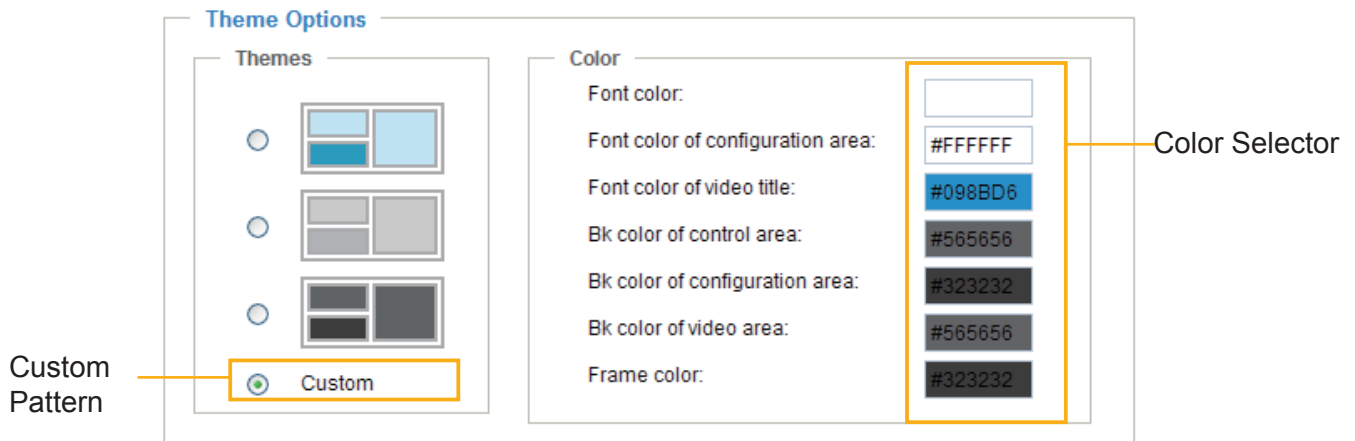 Theme Options
Themes
Color
Font color:
Font color of configuration area: #FFFFFF
Font color of video title: #098BD6
Bk color of control area: #565656
Bk color of configuration area: #323232
Bk color of video area: #565656
Frame color: #323232
Custom
Custom
Pattern
Color Selector